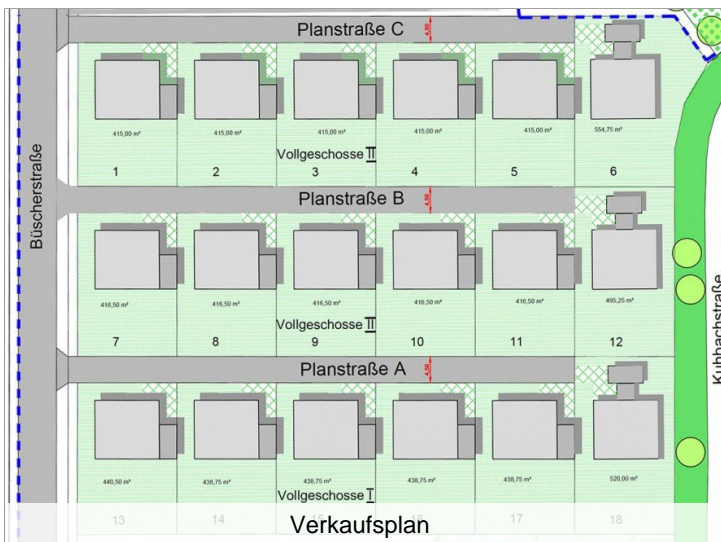 Planstraße C
4,50
415,00 m²
415,00 m²
415,00 m²
415,00 m²
415,00 m²
554,75 m²
Vollgeschosse II
1
2
3
4
5
6
Büscherstraße
Planstraße B
4,50
416,50 m²
416,50 m²
416,50 m²
416,50 m²
416,50 m²
495,25 m²
Vollgeschosse II
7
8
9
10
11
12
Kuhbachstraße
Planstraße A
4,50
440,50 m²
438,75 m²
438,75 m²
438,75 m²
438,75 m²
520,00 m²
Vollgeschosse I
13
14
15
16
17
18
Verkaufsplan